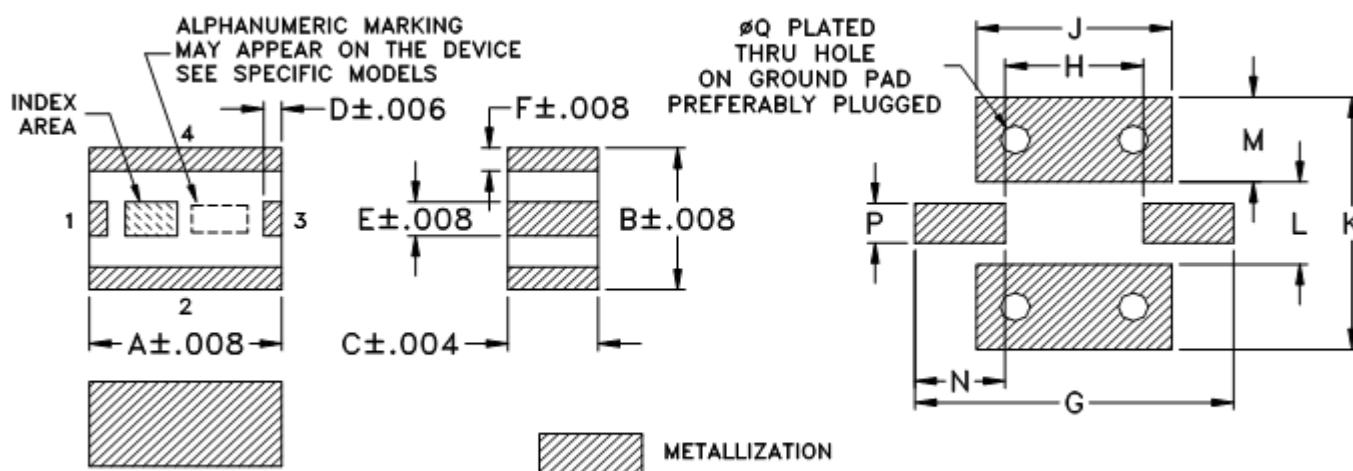 ALPHANUMERIC MARKING
MAY APPEAR ON THE DEVICE
SEE SPECIFIC MODELS
INDEX
AREA
D±.006
4
1
3
2
A±.008
F±.008
E±.008
B±.008
C±.004
øQ PLATED
THRU HOLE
ON GROUND PAD
PREFERABLY PLUGGED
J
H
M
P
L
K
N
G
METALLIZATION